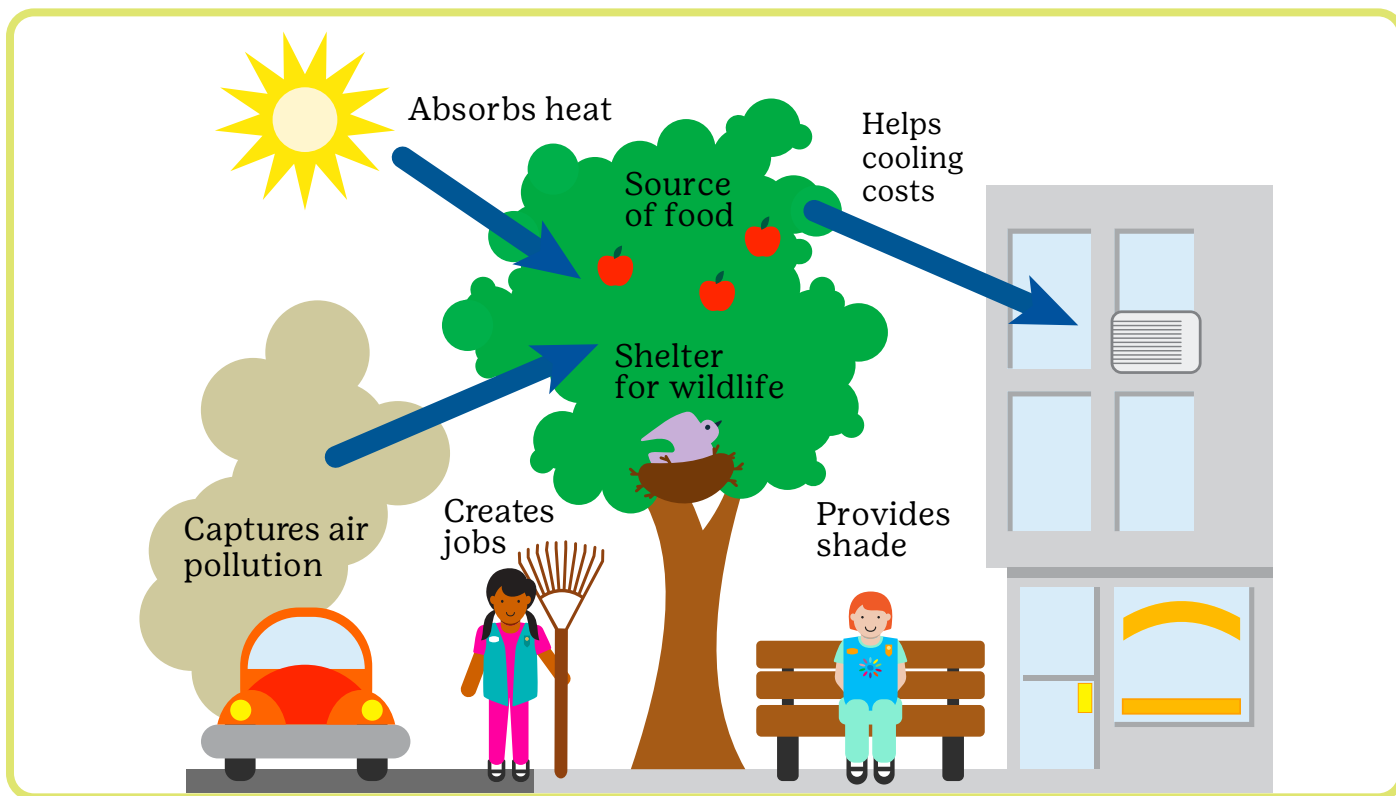 Absorbs heat
Helps
cooling
costs
Source
of food
Shelter
for wildlife
Captures air
pollution
Creates
jobs
Provides
shade